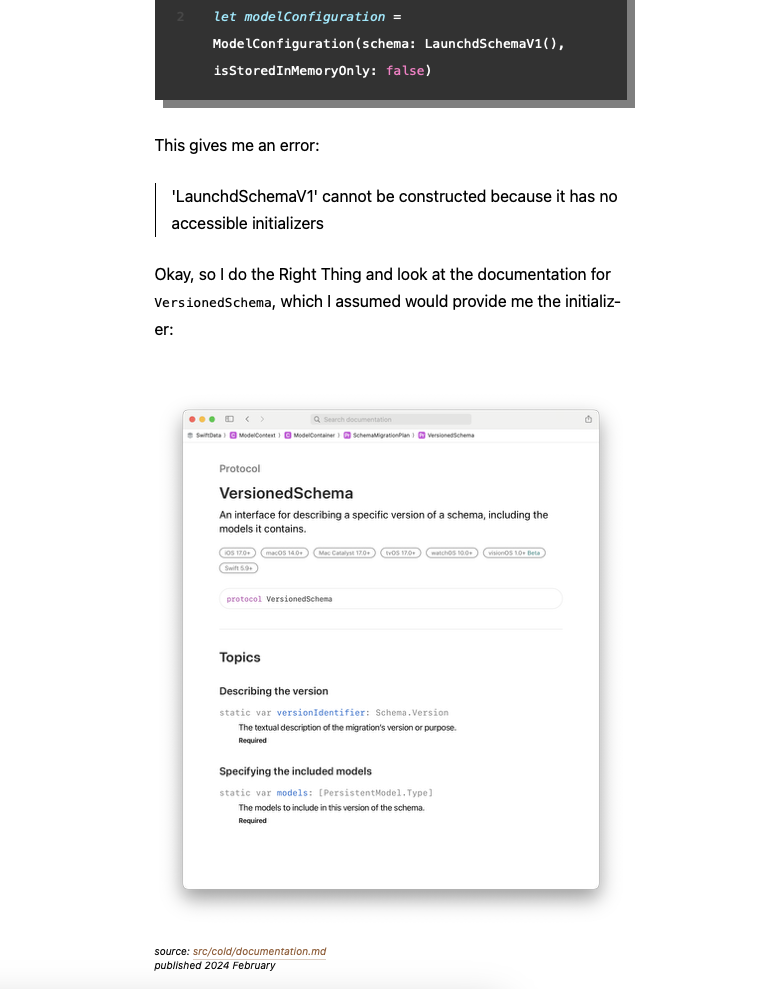 2 let modelConfiguration =
ModelConfiguration(schema: LaunchdSchemaV1(),
isStoredInMemoryOnly: false)
This gives me an error:
'LaunchdSchemaV1' cannot be constructed because it has no
accessible initializers
Okay, so I do the Right Thing and look at the documentation for
VersionedSchema, which I assumed would provide me the initializ-
er:
Search documentation
SwiftData ⟩ C ModelContext ⟩ C ModelContainer ⟩ Pr SchemaMigrationPlan ⟩ Pr VersionedSchema
Protocol
VersionedSchema
An interface for describing a specific version of a schema, including the
models it contains.
iOS 17.0+ macOS 14.0+ Mac Catalyst 17.0+ tvOS 17.0+ watchOS 10.0+ visionOS 1.0+ Beta
Swift 5.9+
protocol VersionedSchema
Topics
Describing the version
static var versionIdentifier: Schema.Version
The textual description of the migration's version or purpose.
Required
Specifying the included models
static var models: [PersistentModel.Type]
The models to include in this version of the schema.
Required
source: src/cold/documentation.md
published 2024 February